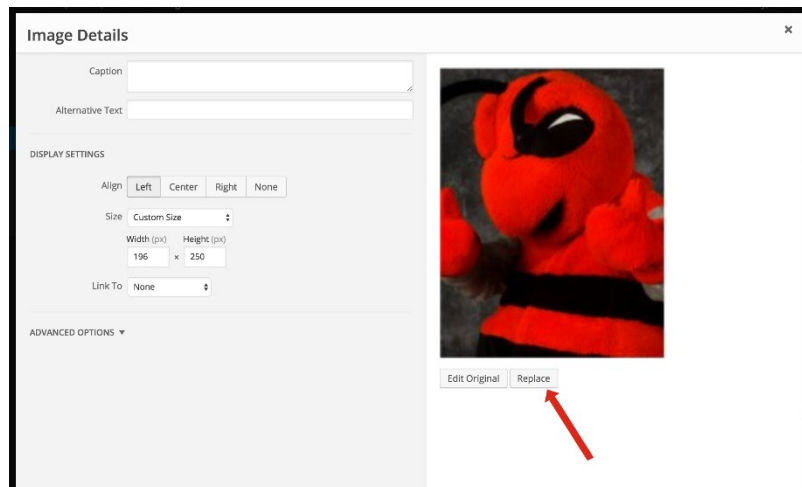 Image Details
×
Caption
Alternative Text
DISPLAY SETTINGS
Align Left Center Right None
Size Custom Size
Width (px) Height (px)
196 × 250
Link To None
ADVANCED OPTIONS ▼
Edit Original Replace